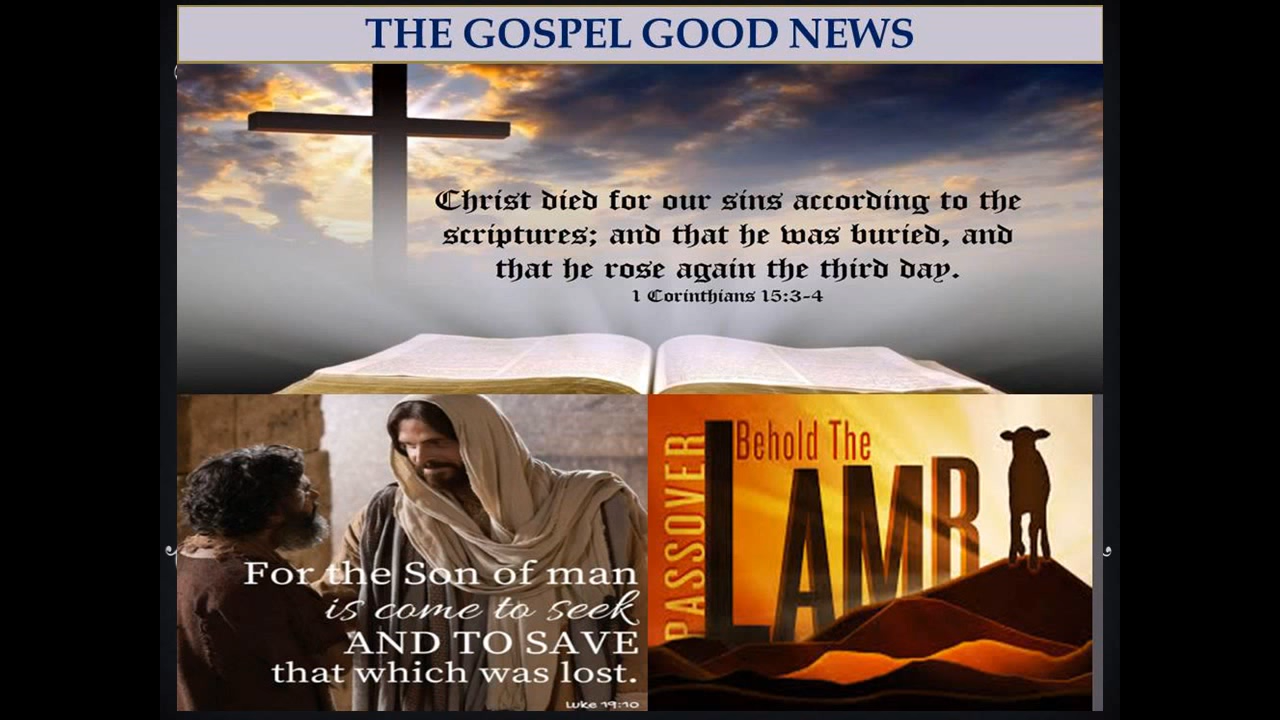 THE GOSPEL GOOD NEWS
Christ died for our sins according to the
scriptures; and that he was buried, and
that he rose again the third day.
1 Corinthians 15:3-4
For the Son of man
is come to seek
AND TO SAVE
that which was lost.
Luke 19:10
PASSOVER
Behold The
LAMB